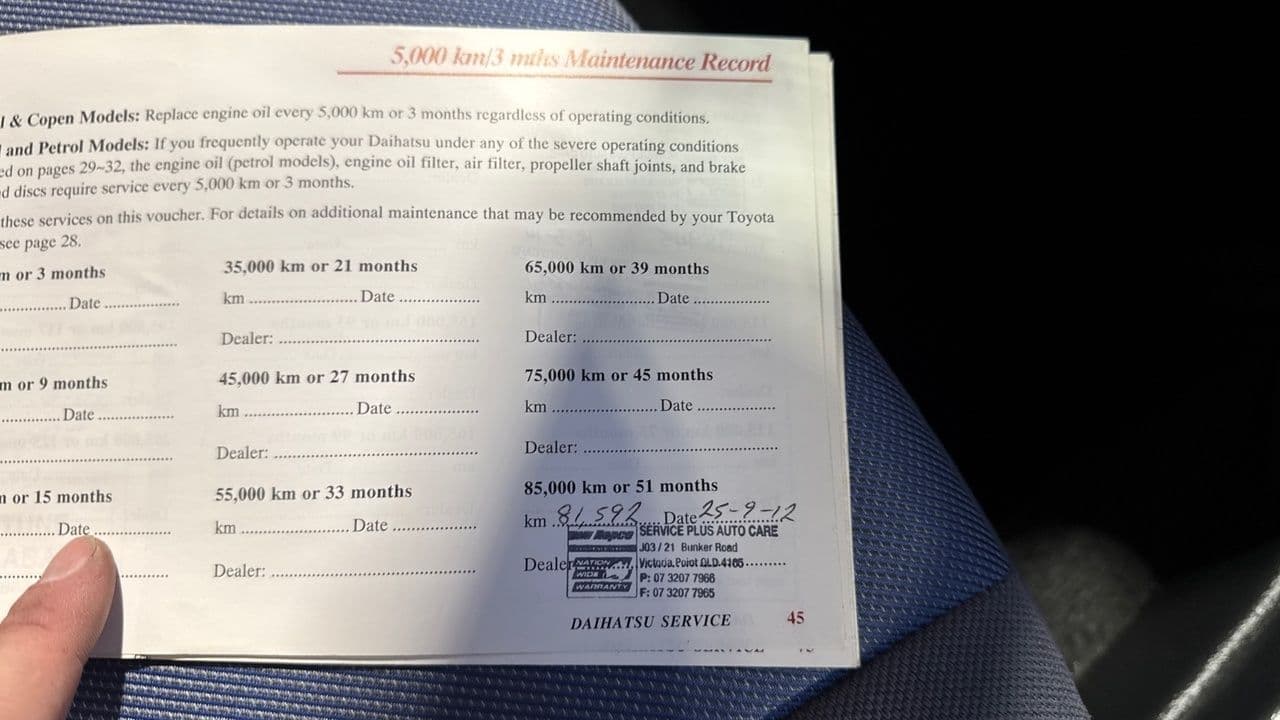 5,000 km/3 mths Maintenance Record
l & Copen Models: Replace engine oil every 5,000 km or 3 months regardless of operating conditions.
and Petrol Models: If you frequently operate your Daihatsu under any of the severe operating conditions
ed on pages 29~32, the engine oil (petrol models), engine oil filter, air filter, propeller shaft joints, and brake
d discs require service every 5,000 km or 3 months.
these services on this voucher. For details on additional maintenance that may be recommended by your Toyota
see page 28.
m or 3 months
35,000 km or 21 months
65,000 km or 39 months
Date
km Date
km Date
Dealer:
Dealer:
m or 9 months
45,000 km or 27 months
75,000 km or 45 months
Date
km Date
km Date
Dealer:
Dealer:
m or 15 months
55,000 km or 33 months
85,000 km or 51 months
Date
km Date
km 81,592 Date 25-9-12
Dealer:
Dealer
Repco
NATION
WIDE
WARRANTY
SERVICE PLUS AUTO CARE
J03 / 21 Bunker Road
Victoria Point QLD.4165
P: 07 3207 7966
F: 07 3207 7965
DAIHATSU SERVICE 45